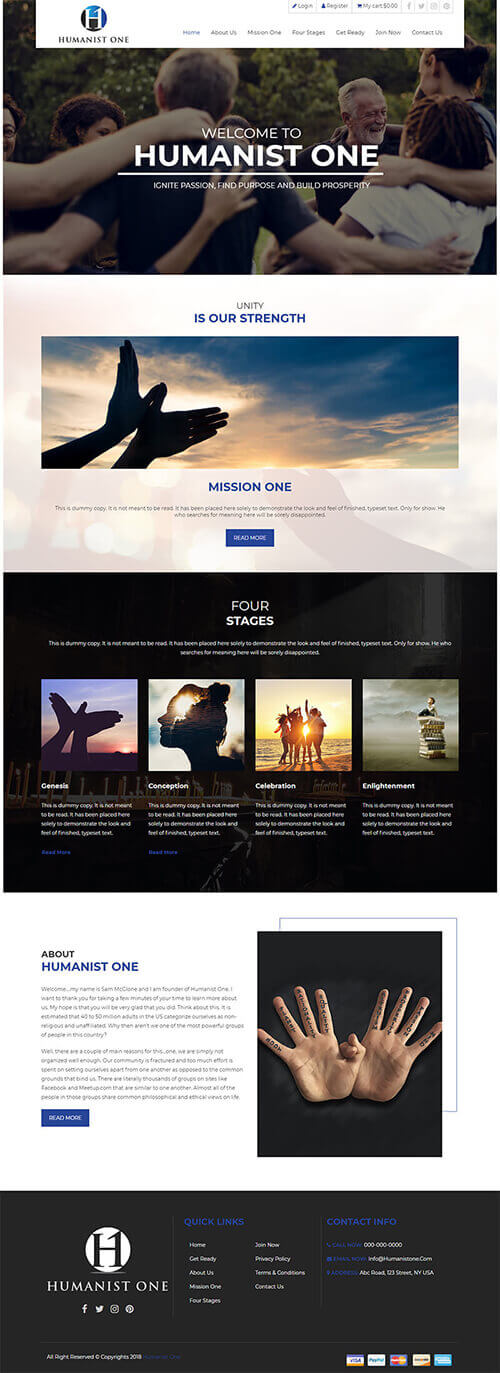 Login Register My cart $0.00
HUMANIST ONE
Home About Us Mission One Four Stages Get Ready Join Now Contact Us
WELCOME TO
HUMANIST ONE
IGNITE PASSION, FIND PURPOSE AND BUILD PROSPERITY
UNITY
IS OUR STRENGTH
MISSION ONE
This is dummy copy. It is not meant to be read. It has been placed here solely to demonstrate the look and feel of finished, typeset text. Only for show. He
who searches for meaning here will be sorely disappointed.
READ MORE
FOUR
STAGES
This is dummy copy. It is not meant to be read. It has been placed here solely to demonstrate the look and feel of finished, typeset text. Only for show. He who
searches for meaning here will be sorely disappointed.
Genesis
This is dummy copy. It is not meant
to be read. It has been placed here
solely to demonstrate the look and
feel of finished, typeset text.
Read More
Conception
This is dummy copy. It is not meant
to be read. It has been placed here
solely to demonstrate the look and
feel of finished, typeset text.
Read More
Celebration
This is dummy copy. It is not meant
to be read. It has been placed here
solely to demonstrate the look and
feel of finished, typeset text.
Enlightenment
This is dummy copy. It is not meant
to be read. It has been placed here
solely to demonstrate the look and
feel of finished, typeset text.
ABOUT
HUMANIST ONE
Welcome...my name is Sam McClone and I am founder of Humanist One. I
want to thank you for taking a few minutes of your time to learn more about
us. My hope is that you will be very glad that you did. Think about this. It is
estimated that 40 to 50 million adults in the US categorize ourselves as non-
religious and unaffiliated. Why then aren't we one of the most powerful groups
of people in this country?
Well, there are a couple of main reasons for this...one, we are simply not
organized well enough. Our community is fractured and too much effort is
spent on setting ourselves apart from one another as opposed to the common
grounds that bind us. There are literally thousands of groups on sites like
Facebook and Meetup.com that are similar to one another. Almost all of the
people in those groups share common philosophical and ethical views on life.
READ MORE
HUMANIST ONE
QUICK LINKS
Home
Get Ready
About Us
Mission One
Four Stages
Join Now
Privacy Policy
Terms & Conditions
Contact Us
CONTACT INFO
CALL NOW: 000-000-0000
EMAIL NOW: Info@Humanistone.Com
ADDRESS: Abc Road, 123 Street, NY USA
All Right Reserved © Copyrights 2018 Humanist One
VISA PayPal